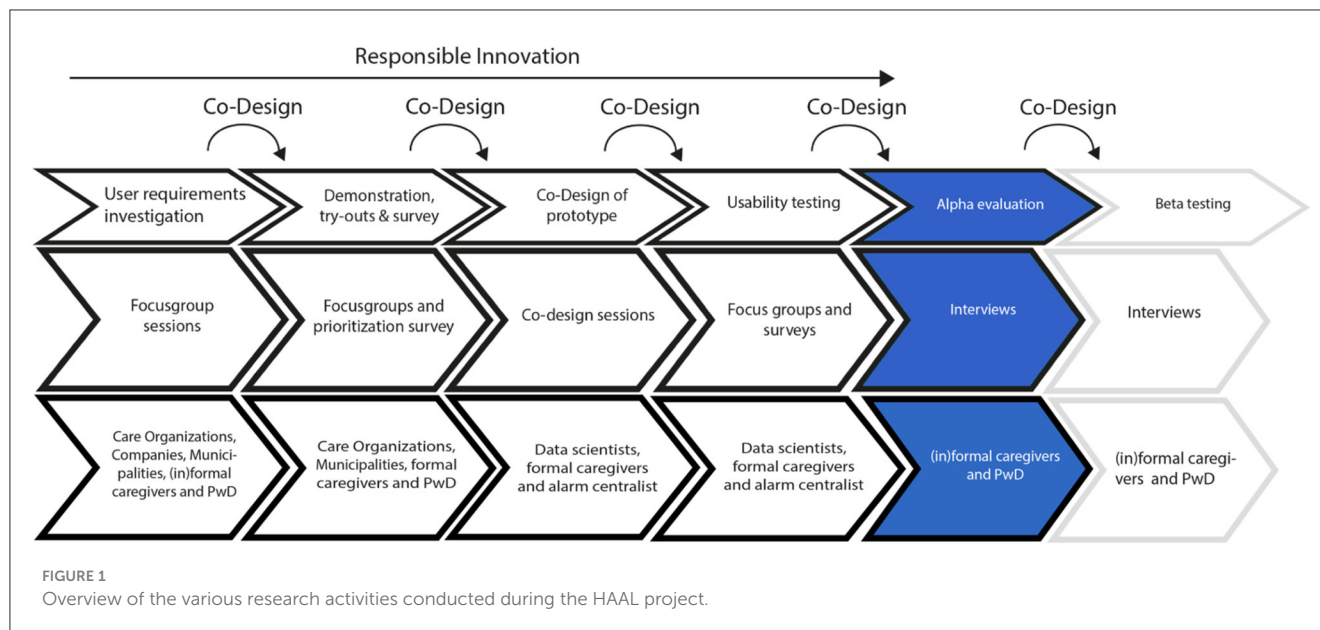 Responsible Innovation
Co-Design
Co-Design
Co-Design
Co-Design
Co-Design
User requirements
investigation
Demonstration,
try-outs & survey
Co-Design of
prototype
Usability testing
Alpha evaluation
Beta testing
Focusgroup
sessions
Focusgroups and
prioritization survey
Co-design sessions
Focus groups and
surveys
Interviews
Interviews
Care Organizations,
Companies, Munici-
palities, (in)formal
caregivers and PwD
Care Organizations,
Municipalities, formal
caregivers and PwD
Data scientists,
formal caregivers
and alarm centralist
Data scientists,
formal caregivers
and alarm centralist
(in)formal caregivers
and PwD
(in)formal caregi-
vers and PwD
FIGURE 1
Overview of the various research activities conducted during the HAAL project.